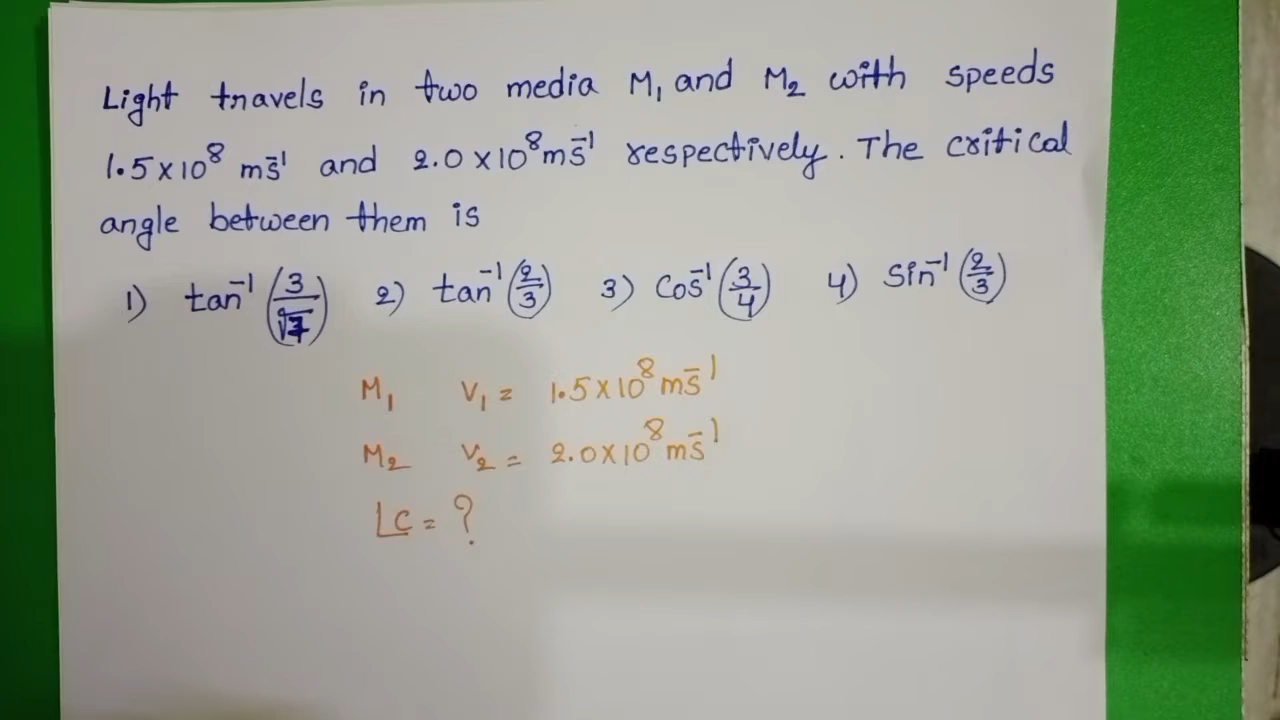 Light travels in two media M₁ and M₂ with speeds
1.5×10⁸ ms⁻¹ and 2.0×10⁸ ms⁻¹ respectively. The critical
angle between them is
1) tan⁻¹(3/√7) 2) tan⁻¹(2/3) 3) Cos⁻¹(3/4) 4) Sin⁻¹(2/3)
M₁ V₁ = 1.5×10⁸ ms⁻¹
M₂ V₂ = 2.0×10⁸ ms⁻¹
∠C = ?